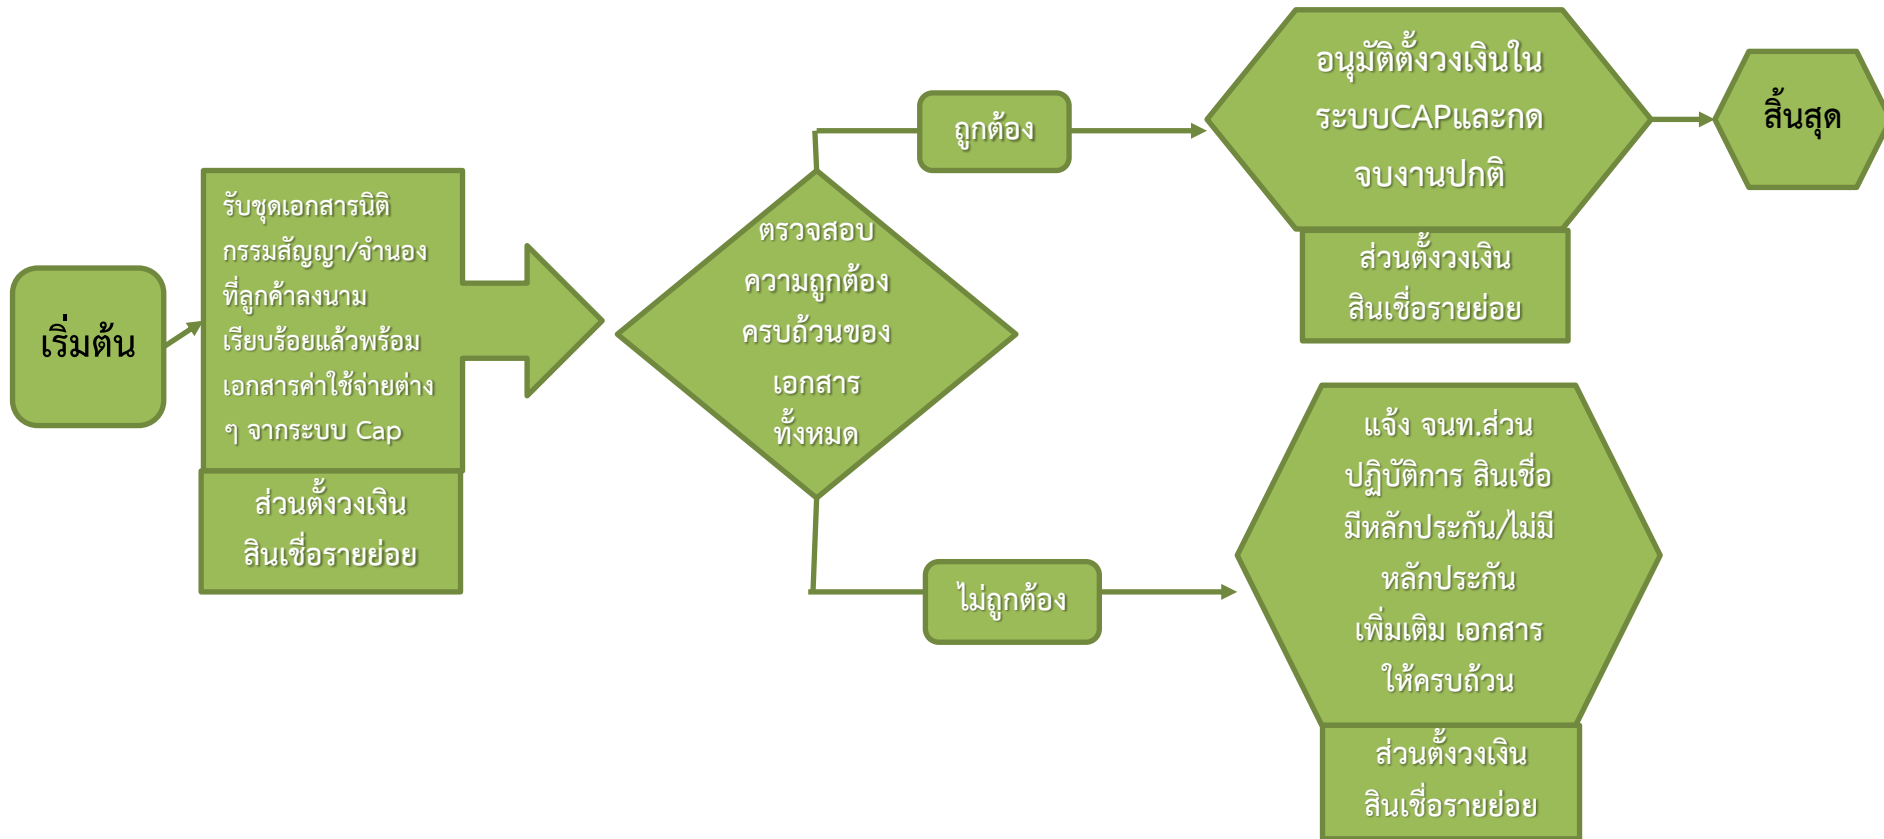 เริ่มต้น
รับชุดเอกสารนิติ
กรรมสัญญา/จำนอง
ที่ลูกค้าลงนาม
เรียบร้อยแล้วพร้อม
เอกสารค่าใช้จ่ายต่าง
ๆ จากระบบ Cap
ส่วนตั้งวงเงิน
สินเชื่อรายย่อย
ตรวจสอบ
ความถูกต้อง
ครบถ้วนของ
เอกสาร
ทั้งหมด
ถูกต้อง
อนุมัติตั้งวงเงินใน
ระบบCAPและกด
จบงานปกติ
ส่วนตั้งวงเงิน
สินเชื่อรายย่อย
สิ้นสุด
ไม่ถูกต้อง
แจ้ง จนท.ส่วน
ปฏิบัติการ สินเชื่อ
มีหลักประกัน/ไม่มี
หลักประกัน
เพิ่มเติม เอกสาร
ให้ครบถ้วน
ส่วนตั้งวงเงิน
สินเชื่อรายย่อย